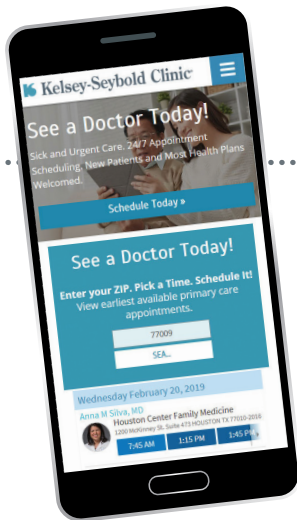 Kelsey-Seybold Clinic
See a Doctor Today!
Sick and Urgent Care. 24/7 Appointment
Scheduling. New Patients and Most Health Plans
Welcomed.
Schedule Today »
See a Doctor Today!
Enter your ZIP. Pick a Time. Schedule It!
View earliest available primary care
appointments.
77009
SEA...
Wednesday February 20, 2019
Anna M Silva, MD
Houston Center Family Medicine
1200 McKinney St. Suite 473 HOUSTON TX 77010-2016
7:45 AM 1:15 PM 1:45 PM